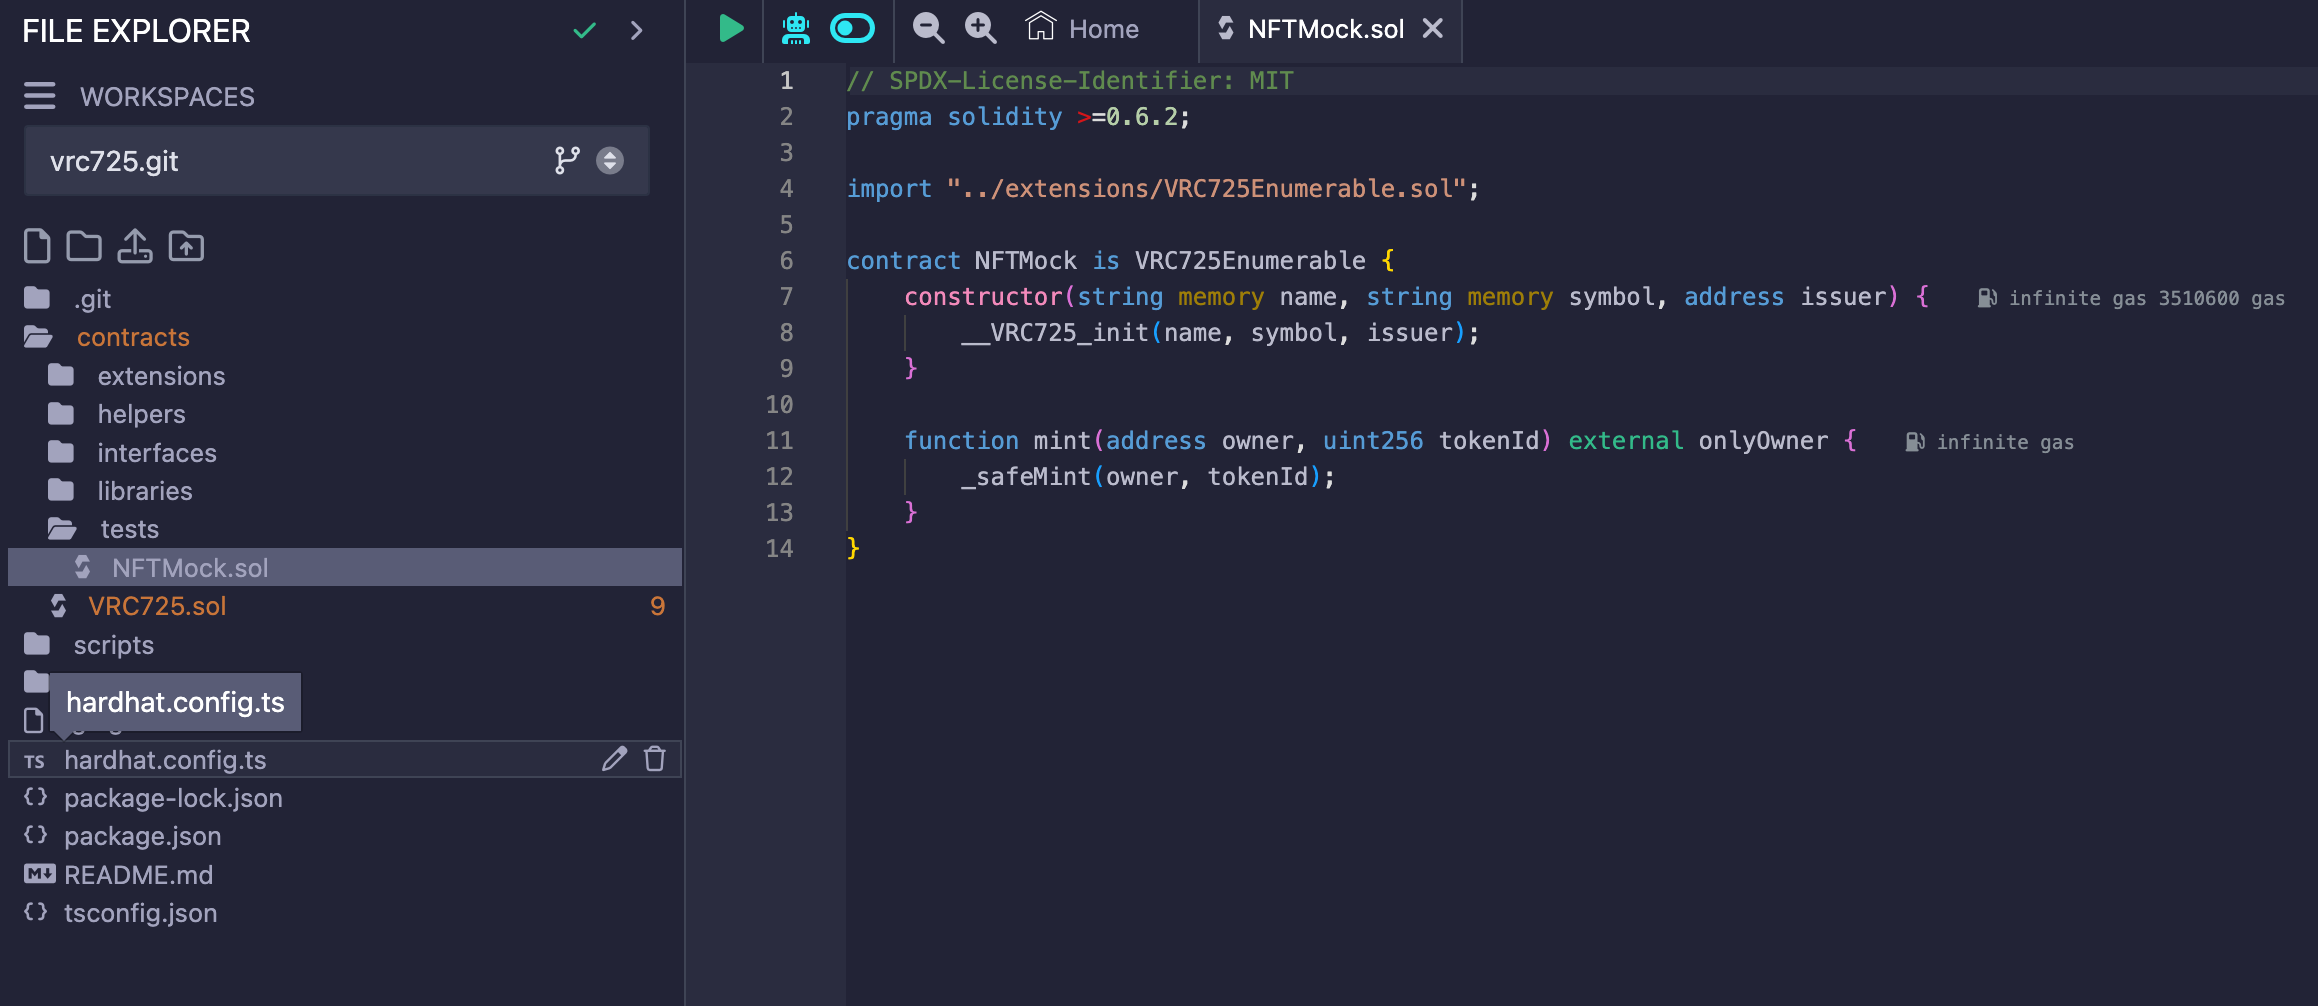 FILE EXPLORER
WORKSPACES
vrc725.git
.git
contracts
extensions
helpers
interfaces
libraries
tests
NFTMock.sol
VRC725.sol 9
scripts
hardhat.config.ts
TS hardhat.config.ts
{} package-lock.json
{} package.json
M README.md
{} tsconfig.json
Home
NFTMock.sol
1 // SPDX-License-Identifier: MIT
2 pragma solidity >=0.6.2;
3
4 import "../extensions/VRC725Enumerable.sol";
5
6 contract NFTMock is VRC725Enumerable {
7 constructor(string memory name, string memory symbol, address issuer) { infinite gas 3510600 gas
8 __VRC725_init(name, symbol, issuer);
9 }
10
11 function mint(address owner, uint256 tokenId) external onlyOwner { infinite gas
12 _safeMint(owner, tokenId);
13 }
14 }